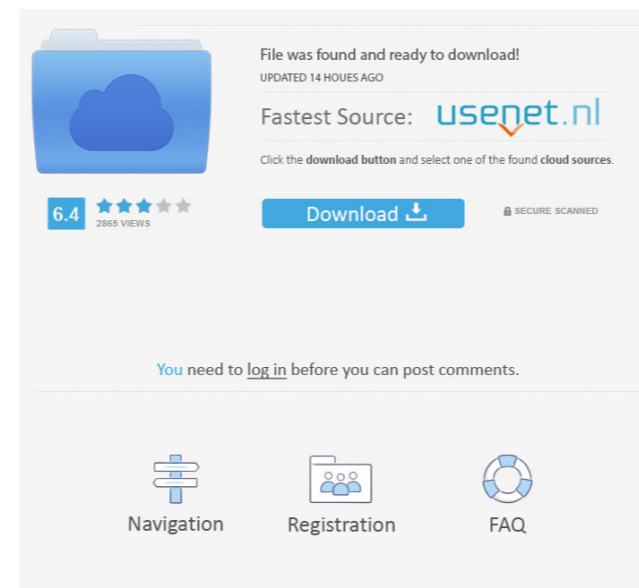 File was found and ready to download!
UPDATED 14 HOUES AGO
Fastest Source: usenet.nl
Click the download button and select one of the found cloud sources.
6.4
2865 VIEWS
Download
SECURE SCANNED
You need to log in before you can post comments.
Navigation
Registration
FAQ